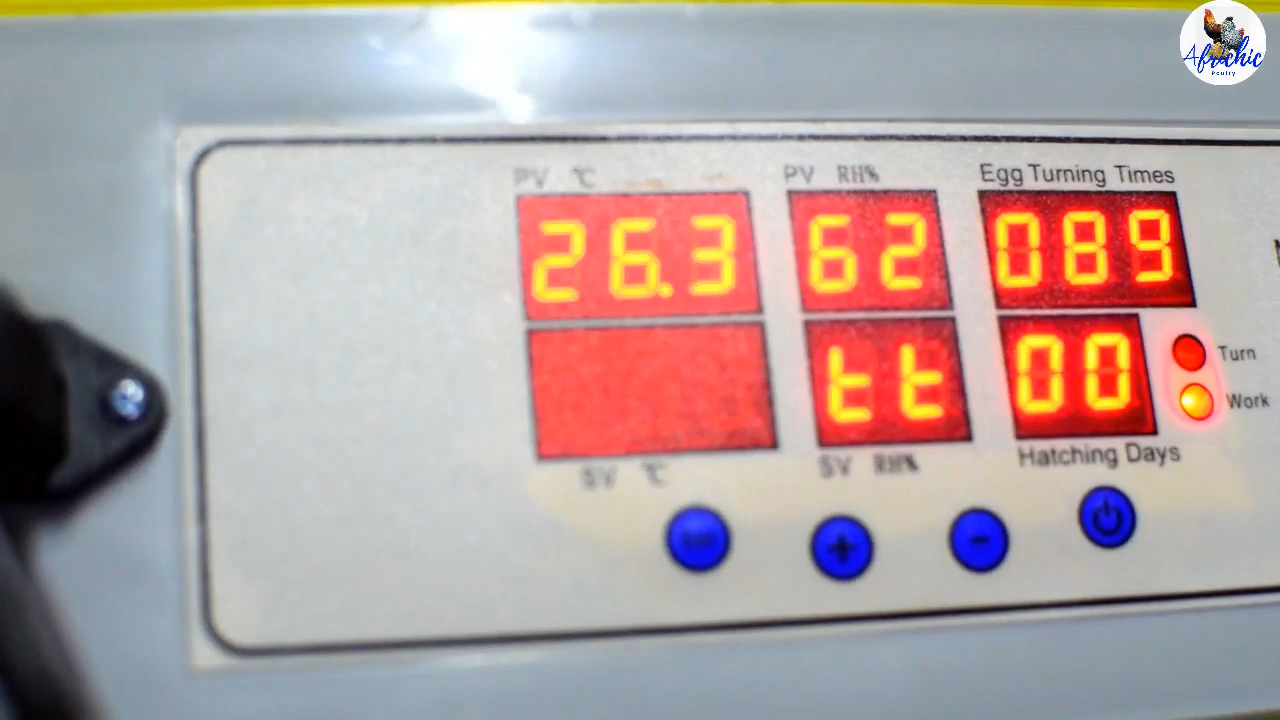 Africhic
Poultry
PV ℃
PV RH%
Egg Turning Times
26.3
62
089
tt
00
Turn
Work
SV ℃
SV RH%
Hatching Days
+
-